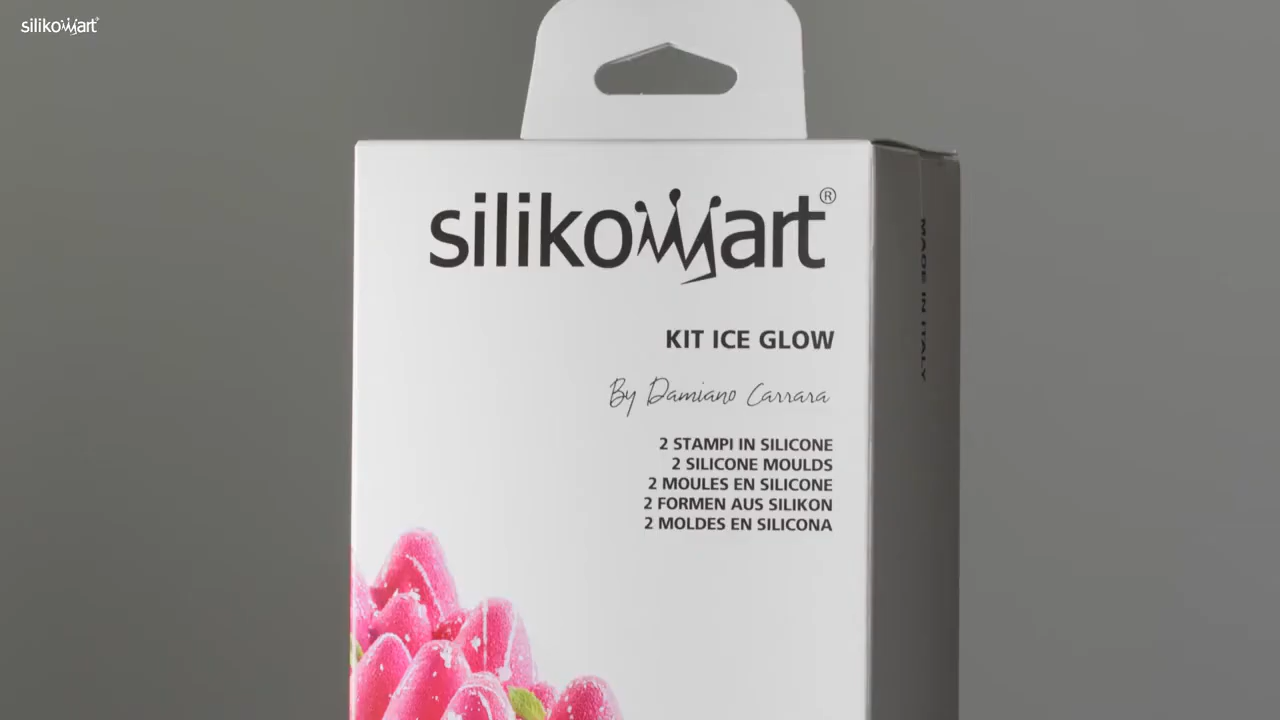 silikomart
silikomart®
KIT ICE GLOW
By Damiano Carrara
2 STAMPI IN SILICONE
2 SILICONE MOULDS
2 MOULES EN SILICONE
2 FORMEN AUS SILIKON
2 MOLDES EN SILICONA
MADE IN ITALY